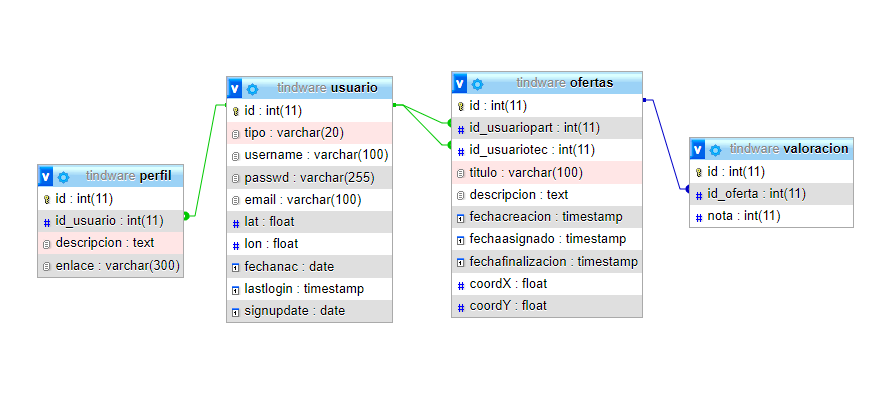 tindware perfil
id : int(11)
id_usuario : int(11)
descripcion : text
enlace : varchar(300)
tindware usuario
id : int(11)
tipo : varchar(20)
username : varchar(100)
passwd : varchar(255)
email : varchar(100)
lat : float
lon : float
fechanac : date
lastlogin : timestamp
signupdate : date
tindware ofertas
id : int(11)
id_usuariopart : int(11)
id_usuariotec : int(11)
titulo : varchar(100)
descripcion : text
fechacreacion : timestamp
fechaasignado : timestamp
fechafinalizacion : timestamp
coordX : float
coordY : float
tindware valoracion
id : int(11)
id_oferta : int(11)
nota : int(11)